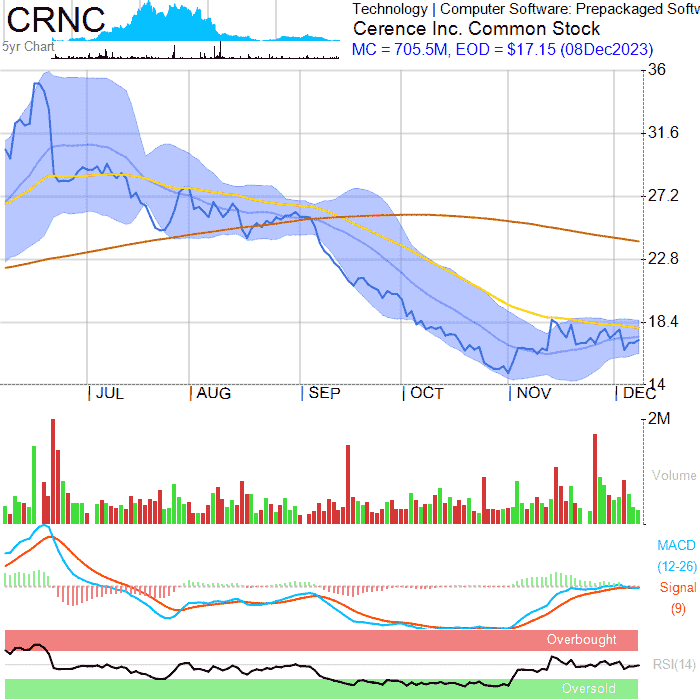 CRNC
5yr Chart
Technology | Computer Software: Prepackaged Softw
Cerence Inc. Common Stock
MC = 705.5M, EOD = $17.15 (08Dec2023)
36
31.6
27.2
22.8
18.4
14
JUL AUG SEP OCT NOV DEC
2M
Volume
MACD
(12-26)
Signal
(9)
Overbought
RSI(14)
Oversold